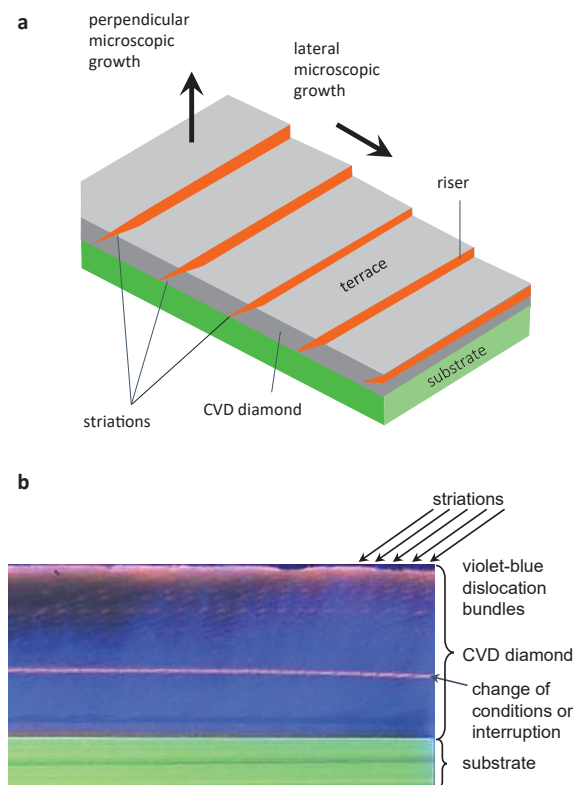 a
perpendicular
microscopic
growth
lateral
microscopic
growth
riser
terrace
substrate
striations
CVD diamond
b
striations
violet-blue
dislocation
bundles
CVD diamond
change of
conditions or
interruption
substrate